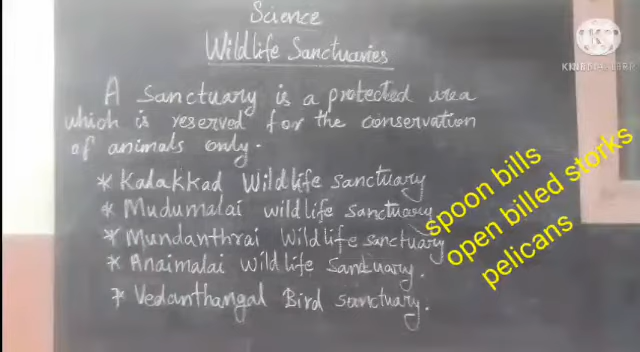 Science
Wildlife Sanctuaries
A Sanctuary is a protected area
which is reserved for the conservation
of animals only.
* Kalakkad Wildlife Sanctuary
* Mudumalai wildlife sanctuary
* Mundanthrai Wildlife sanctuary
* Anaimalai Wildlife Sanctuary.
* Vedanthangal Bird Sanctuary.
spoon bills
open billed storks
pelicans
KINEMASTER